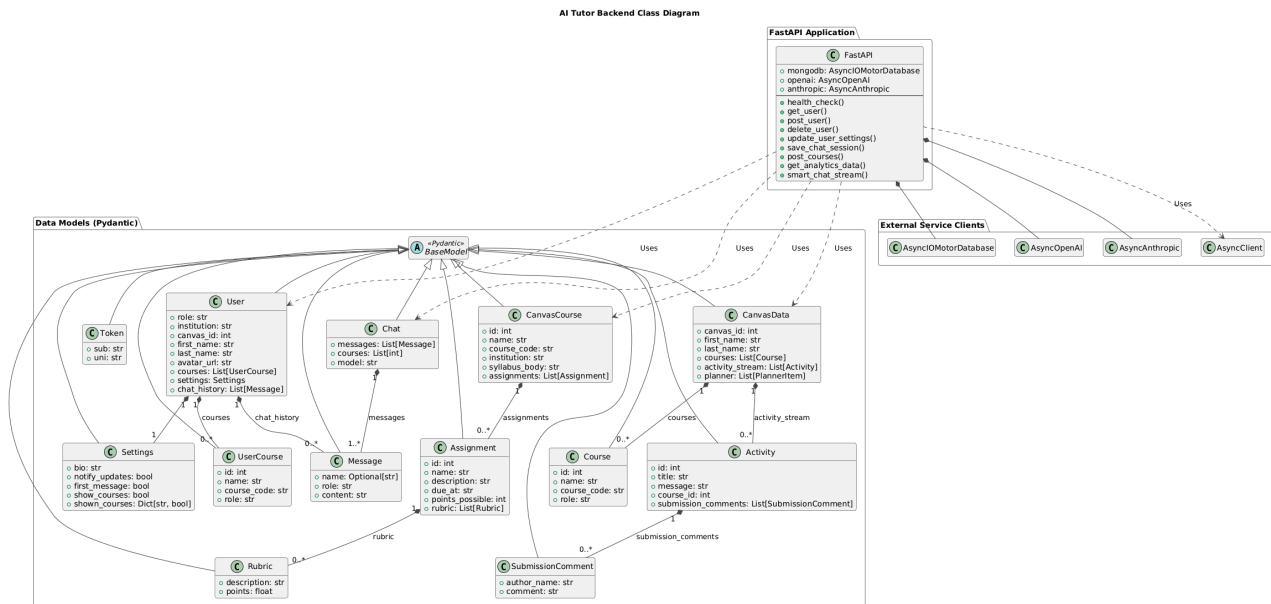 AI Tutor Backend Class Diagram
FastAPI Application
C FastAPI
mongodb: AsyncIOMotorDatabase
openai: AsyncOpenAI
anthropic: AsyncAnthropic
health_check()
get_user()
post_user()
delete_user()
update_user_settings()
save_chat_session()
post_courses()
get_analytics_data()
smart_chat_stream()
Uses
External Service Clients
C AsyncIOMotorDatabase
C AsyncOpenAI
C AsyncAnthropic
C AsyncClient
Data Models (Pydantic)
A «Pydantic»
BaseModel
Uses
Uses
Uses
Uses
C Token
sub: str
uni: str
C User
role: str
institution: str
canvas_id: int
first_name: str
last_name: str
avatar_url: str
courses: List[UserCourse]
settings: Settings
chat_history: List[Message]
C Chat
messages: List[Message]
courses: List[int]
model: str
C CanvasCourse
id: int
name: str
course_code: str
institution: str
syllabus_body: str
assignments: List[Assignment]
C CanvasData
canvas_id: int
first_name: str
last_name: str
courses: List[Course]
activity_stream: List[Activity]
planner: List[PlannerItem]
1
1
1
1
1
1
1
courses
chat_history
messages
assignments
courses
activity_stream
1
0..*
0..*
1..*
0..*
0..*
0..*
C Settings
bio: str
notify_updates: bool
first_message: bool
show_courses: bool
shown_courses: Dict[str, bool]
C UserCourse
id: int
name: str
course_code: str
role: str
C Message
name: Optional[str]
role: str
content: str
C Assignment
id: int
name: str
description: str
due_at: str
points_possible: int
rubric: List[Rubric]
C Course
id: int
name: str
course_code: str
role: str
C Activity
id: int
title: str
message: str
course_id: int
submission_comments: List[SubmissionComment]
1
1
rubric
submission_comments
0..*
0..*
C Rubric
description: str
points: float
C SubmissionComment
author_name: str
comment: str